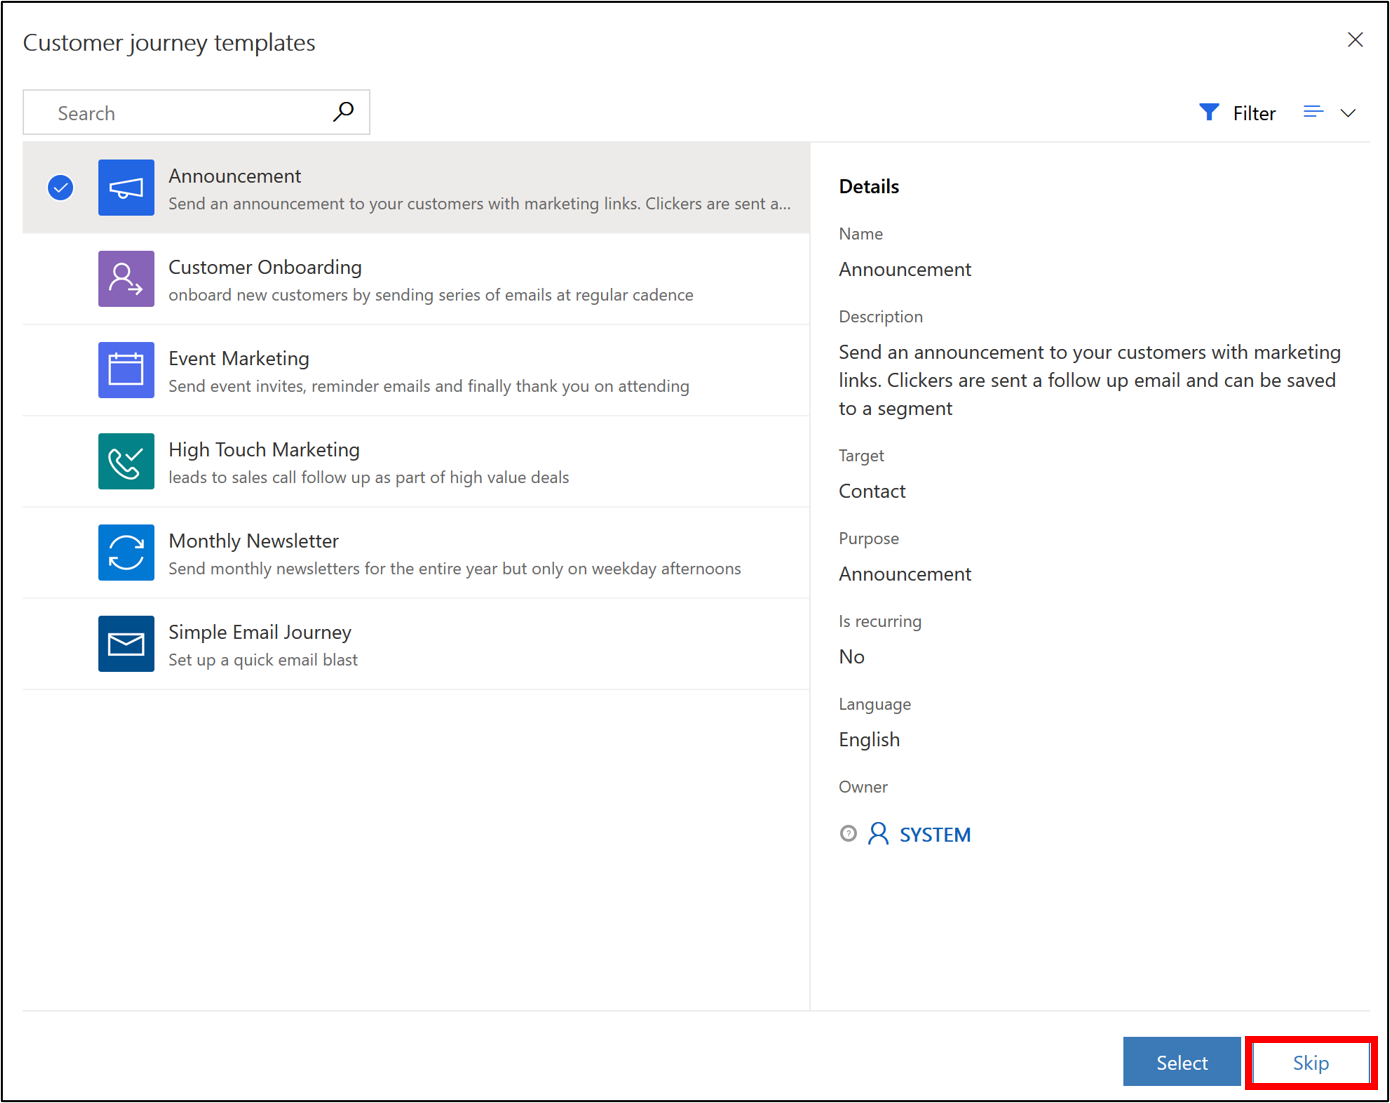 Customer journey templates
Search
Filter
Announcement
Send an announcement to your customers with marketing links. Clickers are sent a...
Customer Onboarding
onboard new customers by sending series of emails at regular cadence
Event Marketing
Send event invites, reminder emails and finally thank you on attending
High Touch Marketing
leads to sales call follow up as part of high value deals
Monthly Newsletter
Send monthly newsletters for the entire year but only on weekday afternoons
Simple Email Journey
Set up a quick email blast
Details
Name
Announcement
Description
Send an announcement to your customers with marketing
links. Clickers are sent a follow up email and can be saved
to a segment
Target
Contact
Purpose
Announcement
Is recurring
No
Language
English
Owner
SYSTEM
Select
Skip